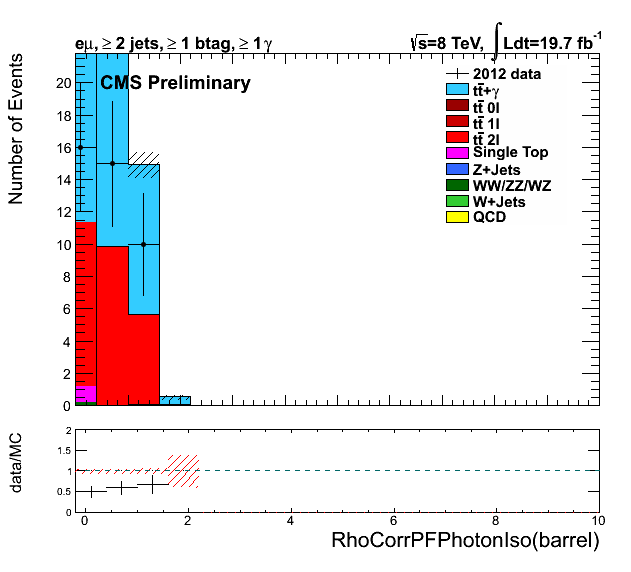 eμ, ≥ 2 jets, ≥ 1 btag, ≥ 1 γ
√s=8 TeV, ∫Ldt=19.7 fb⁻¹
CMS Preliminary
Number of Events
20
18
16
14
12
10
8
6
4
2
0
2012 data
tt̄+γ
tt̄ 0l
tt̄ 1l
tt̄ 2l
Single Top
Z+Jets
WW/ZZ/WZ
W+Jets
QCD
data/MC
2
1.5
1
0.5
0
0 2 4 6 8 10
RhoCorrPFPhotonIso(barrel)